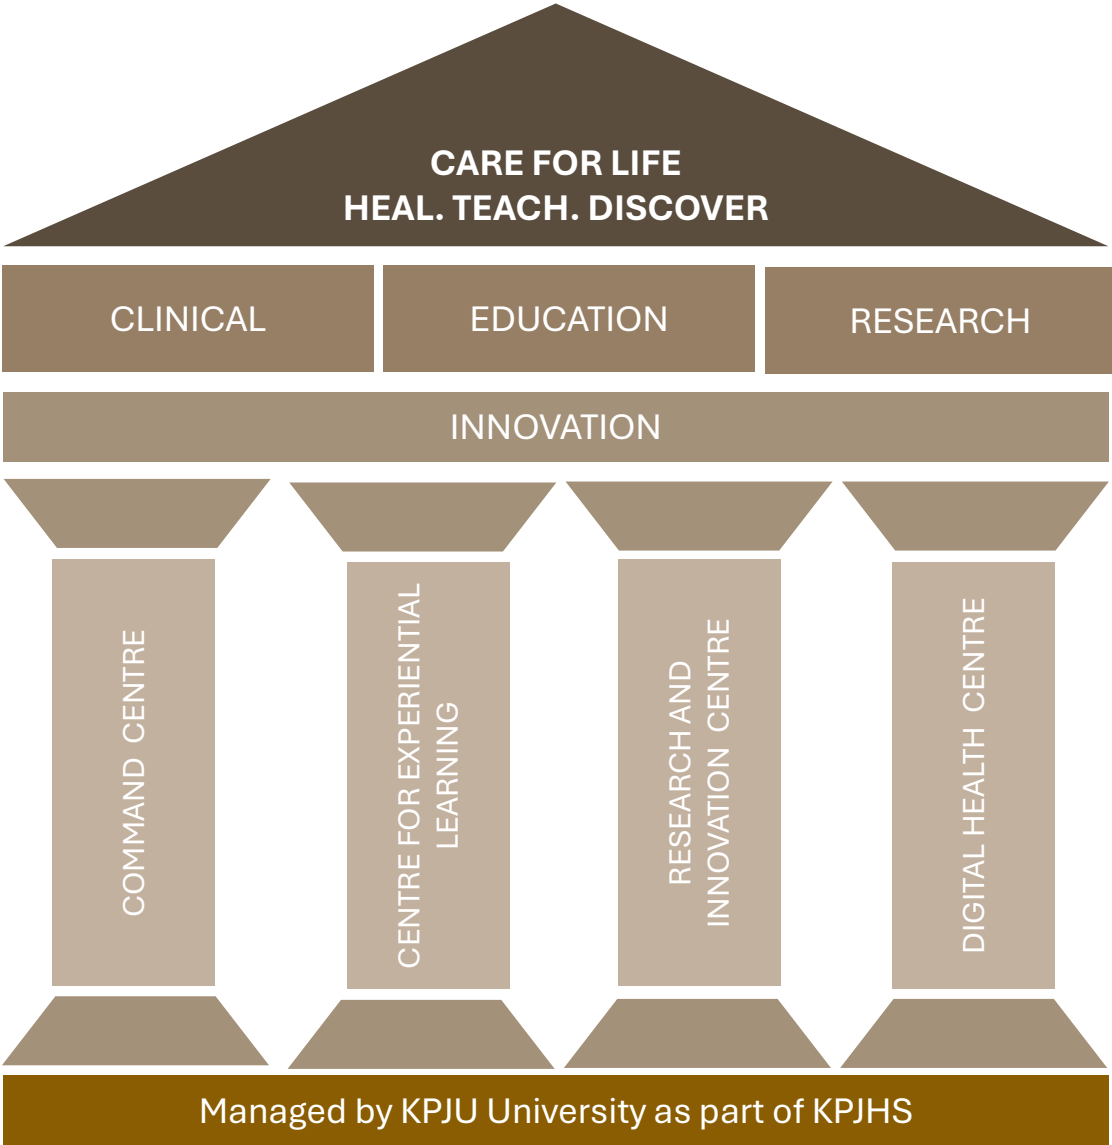 CARE FOR LIFE
HEAL. TEACH. DISCOVER
CLINICAL
EDUCATION
RESEARCH
INNOVATION
COMMAND CENTRE
CENTRE FOR EXPERIENTIAL
LEARNING
RESEARCH AND
INNOVATION CENTRE
DIGITAL HEALTH CENTRE
Managed by KPJU University as part of KPJHS